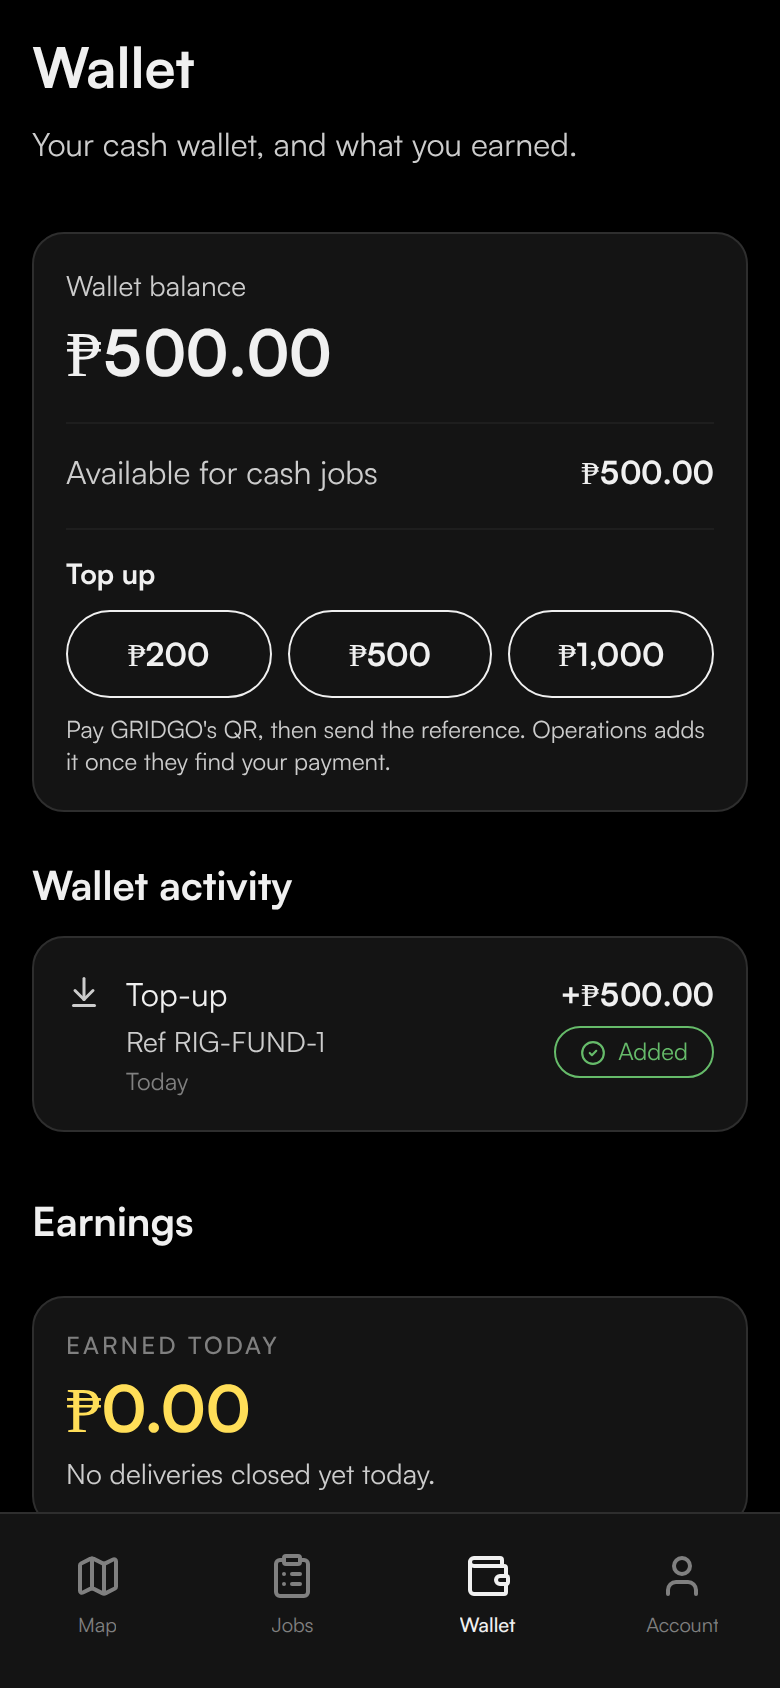 Wallet
Your cash wallet, and what you earned.
Wallet balance
₱500.00
Available for cash jobs ₱500.00
Top up
₱200 ₱500 ₱1,000
Pay GRIDGO's QR, then send the reference. Operations adds
it once they find your payment.
Wallet activity
Top-up +₱500.00
Ref RIG-FUND-1 Added
Today
Earnings
EARNED TODAY
₱0.00
No deliveries closed yet today.
Map Jobs Wallet Account